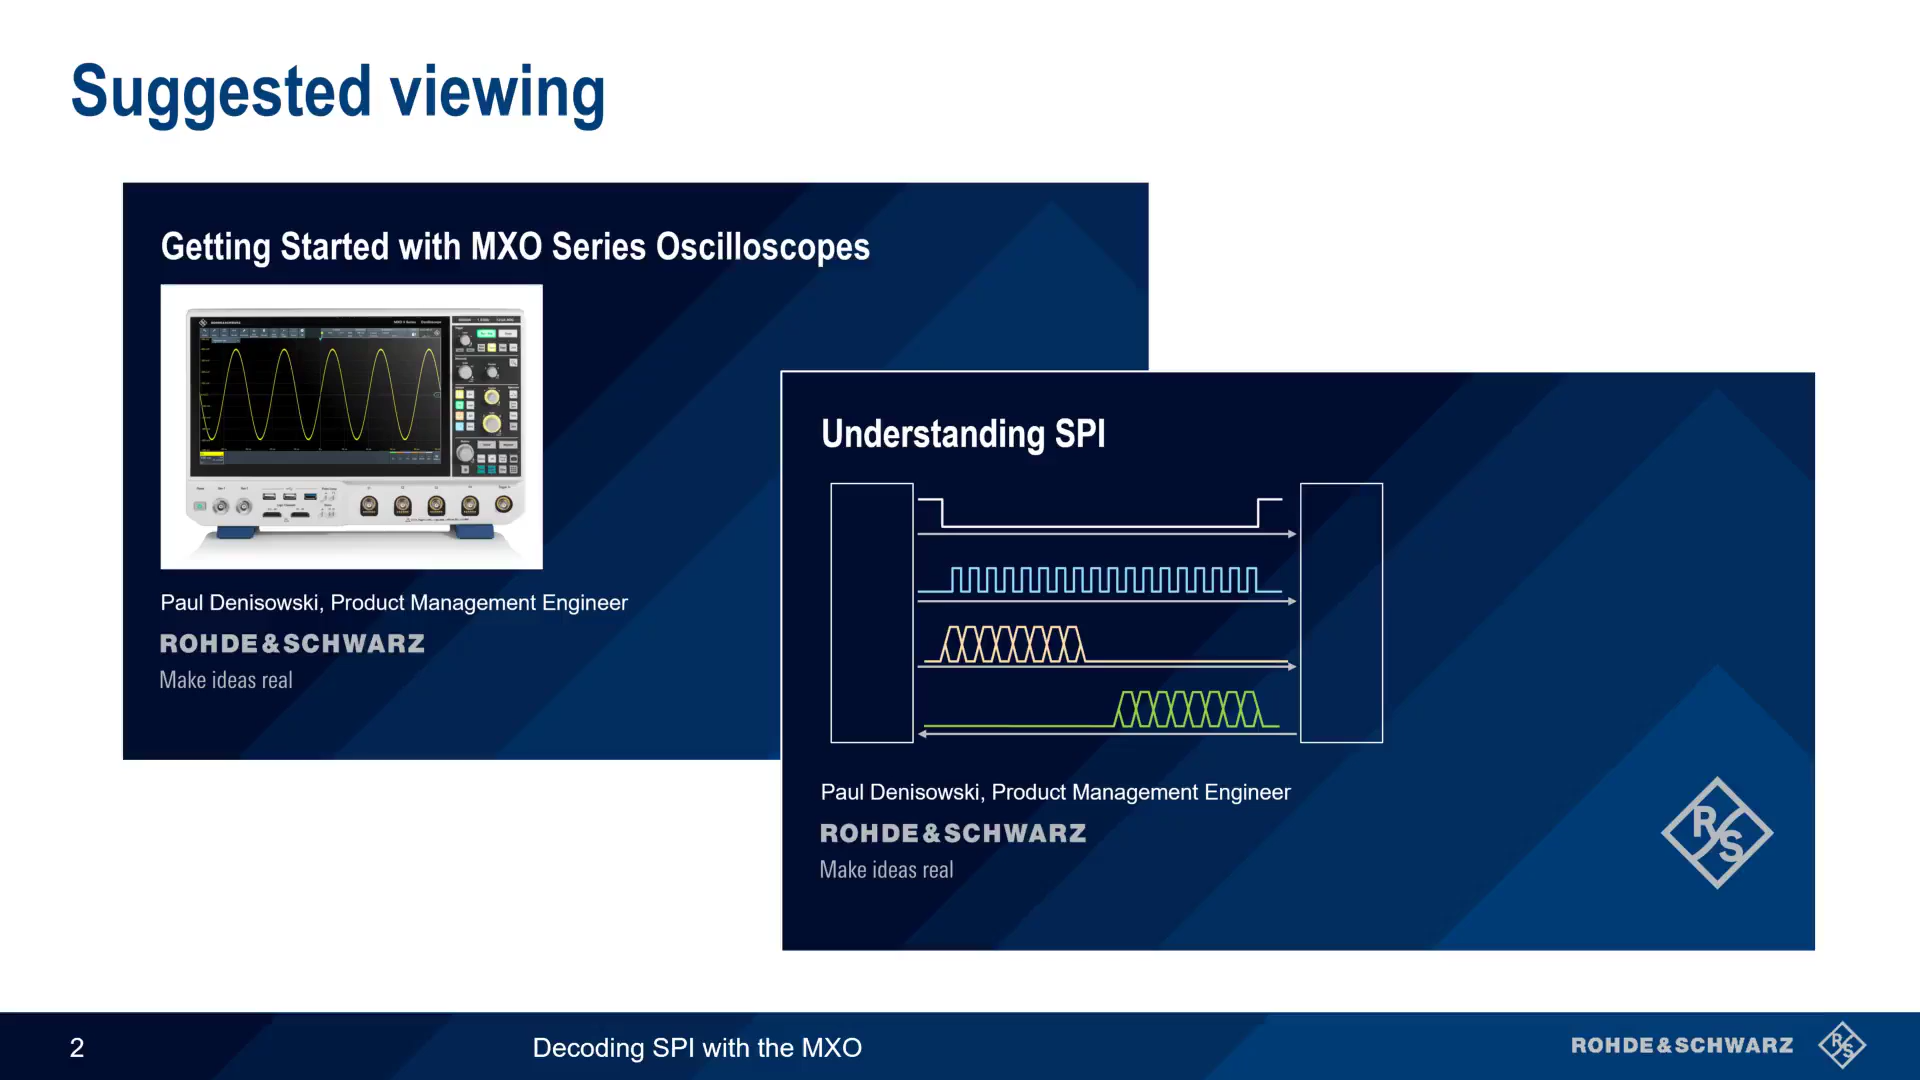 Suggested viewing
Getting Started with MXO Series Oscilloscopes
Paul Denisowski, Product Management Engineer
ROHDE&SCHWARZ
Make ideas real
Understanding SPI
Paul Denisowski, Product Management Engineer
ROHDE&SCHWARZ
Make ideas real
R S
2
Decoding SPI with the MXO
ROHDE&SCHWARZ
R S